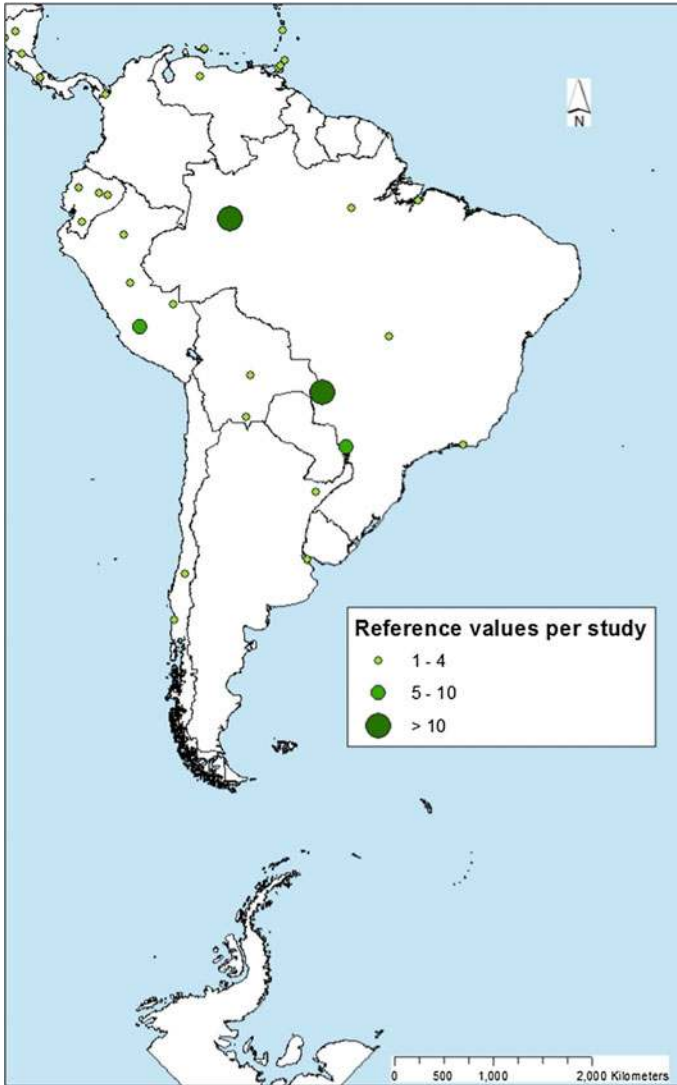 N
Reference values per study
1 - 4
5 - 10
> 10
0 500 1,000 2,000 Kilometers